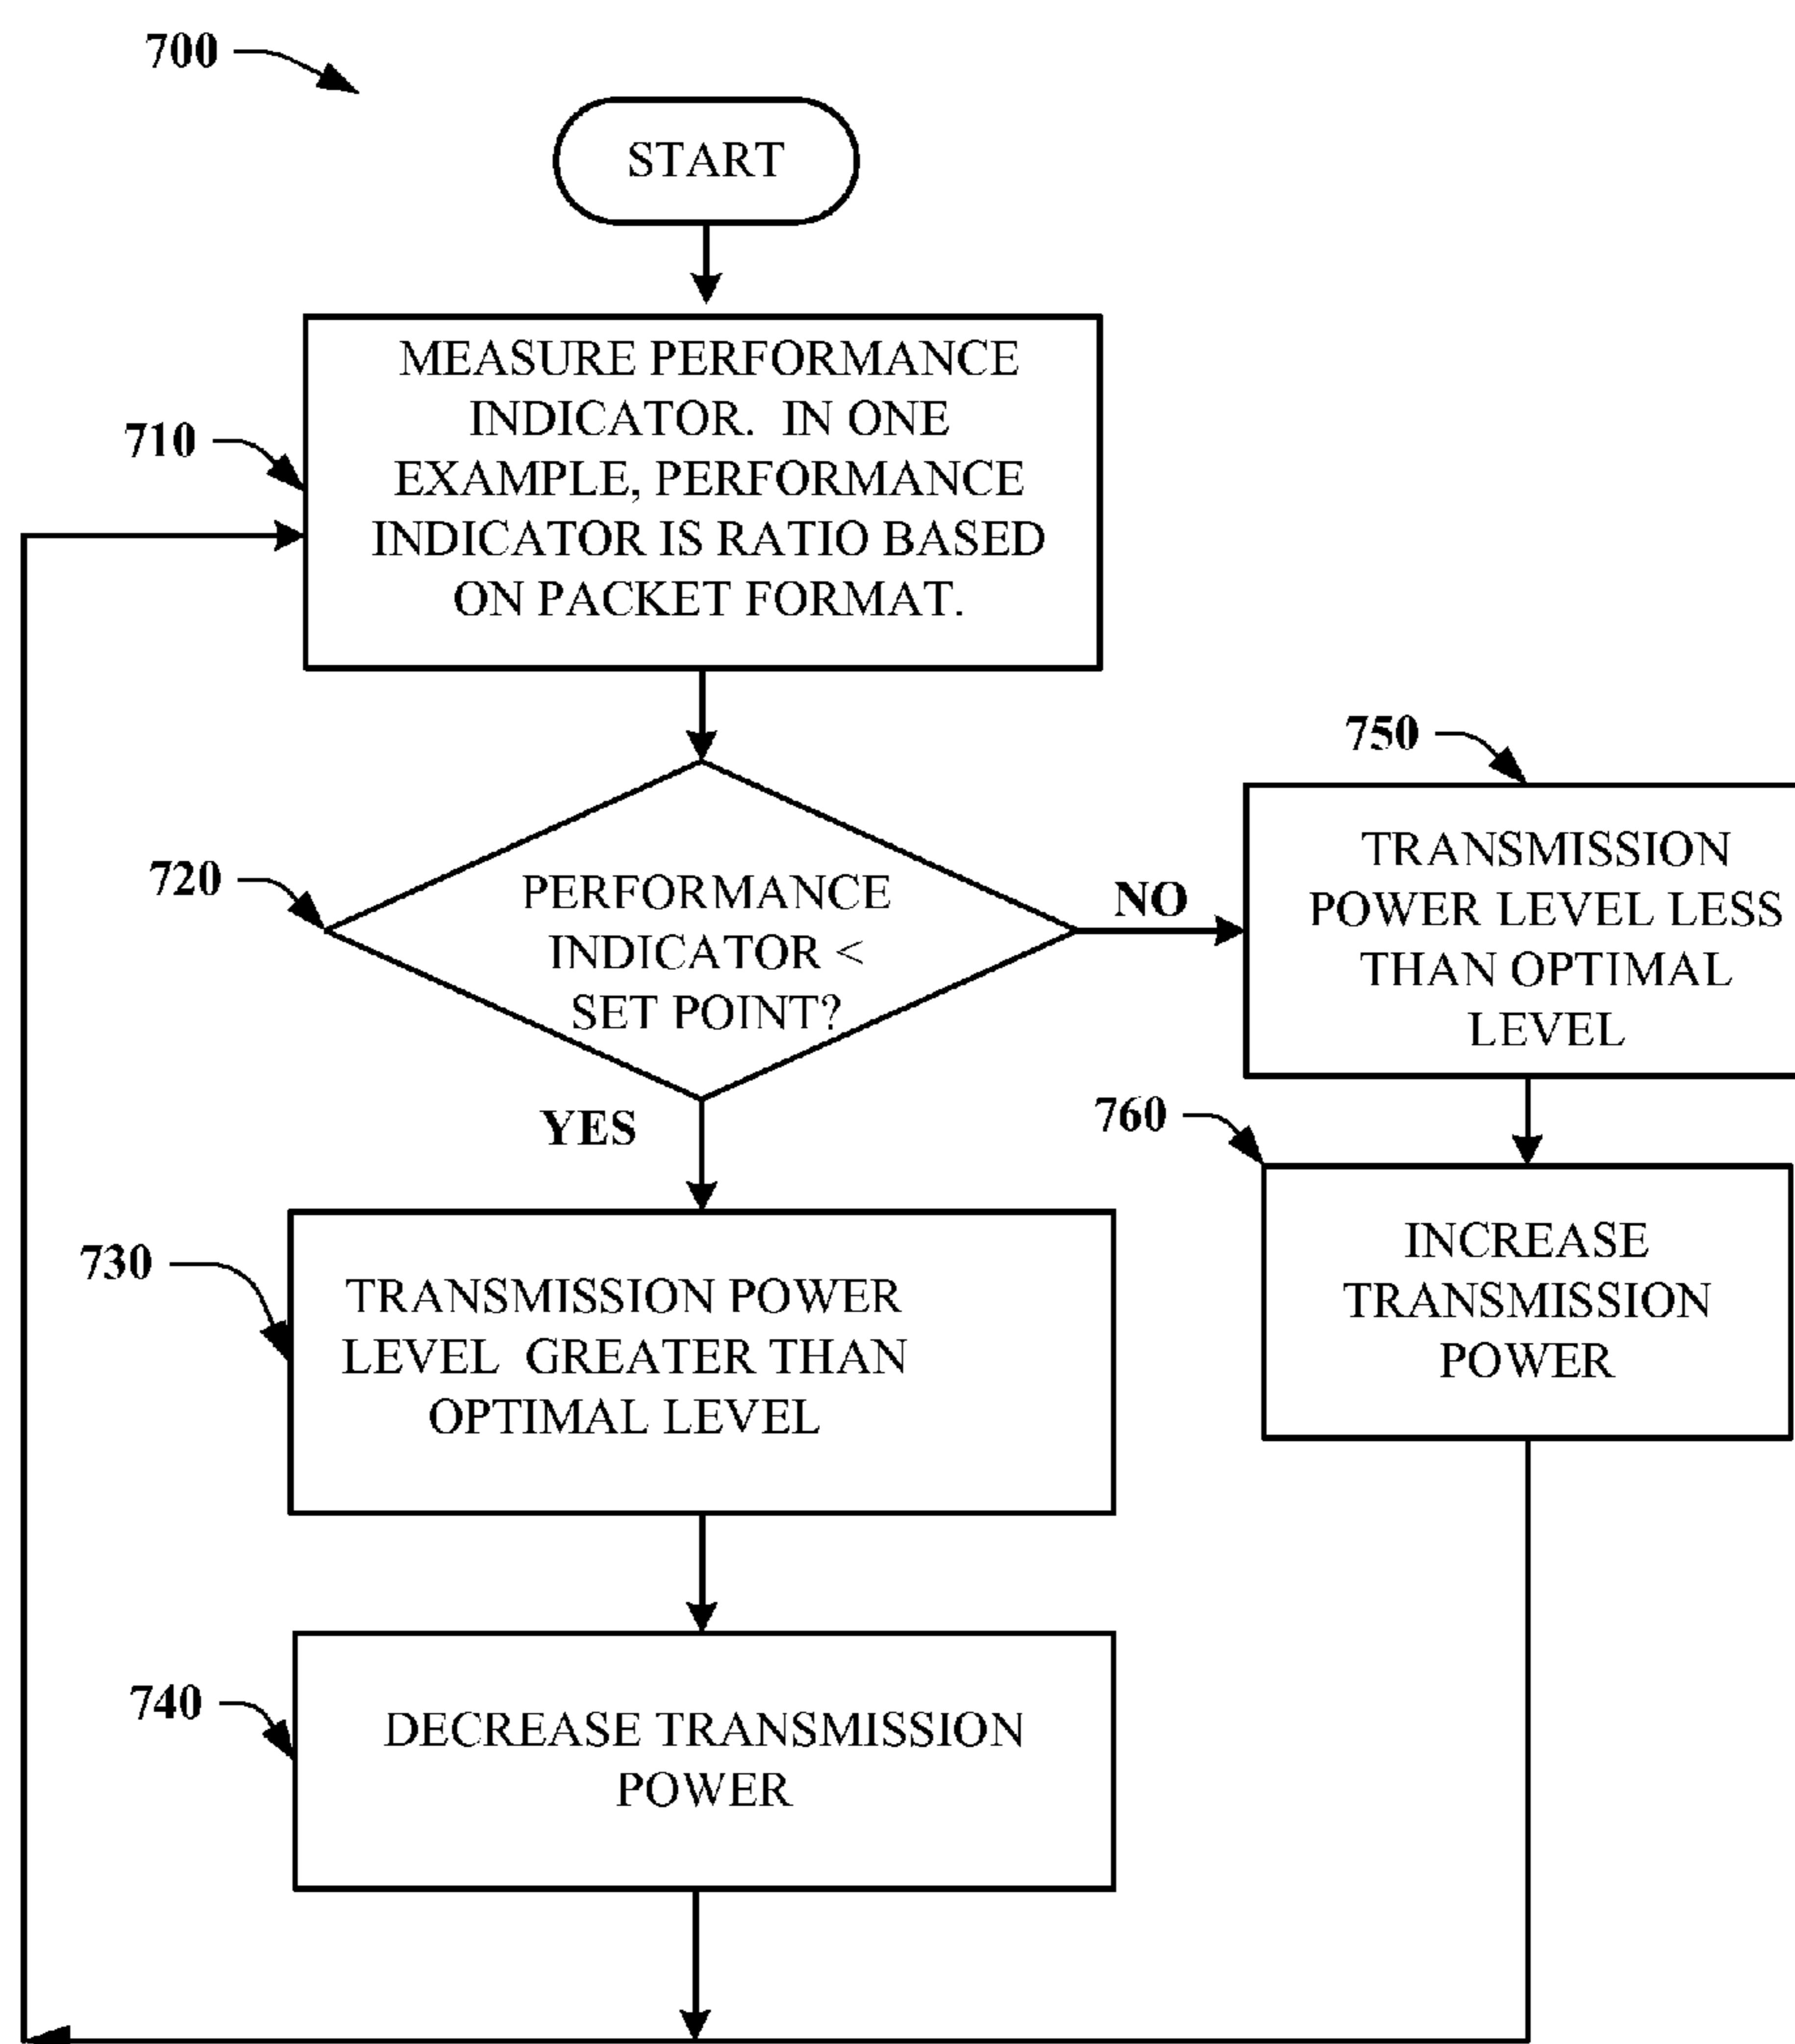 700
START
710
MEASURE PERFORMANCE
INDICATOR. IN ONE
EXAMPLE, PERFORMANCE
INDICATOR IS RATIO BASED
ON PACKET FORMAT.
720
PERFORMANCE
INDICATOR <
SET POINT?
NO
YES
750
TRANSMISSION
POWER LEVEL LESS
THAN OPTIMAL
LEVEL
760
INCREASE
TRANSMISSION
POWER
730
TRANSMISSION POWER
LEVEL GREATER THAN
OPTIMAL LEVEL
740
DECREASE TRANSMISSION
POWER